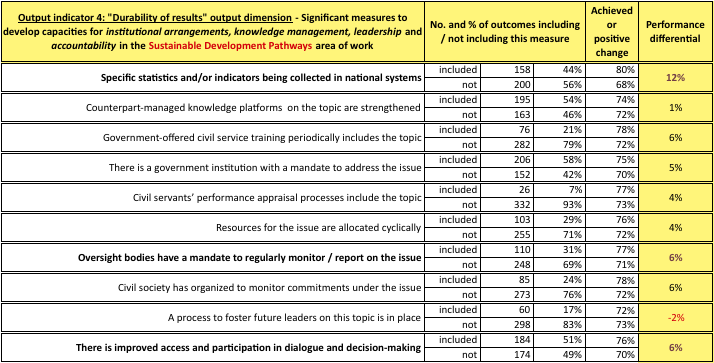 Output indicator 4: "Durability of results" output dimension - Significant measures to
develop capacities for institutional arrangements, knowledge management, leadership and
accountability in the Sustainable Development Pathways area of work
No. and % of outcomes including
/ not including this measure
Achieved
or
positive
change
Performance
differential
Specific statistics and/or indicators being collected in national systems
included 158 44% 80%
not 200 56% 68%
12%
Counterpart-managed knowledge platforms on the topic are strengthened
included 195 54% 74%
not 163 46% 72%
1%
Government-offered civil service training periodically includes the topic
included 76 21% 78%
not 282 79% 72%
6%
There is a government institution with a mandate to address the issue
included 206 58% 75%
not 152 42% 70%
5%
Civil servants' performance appraisal processes include the topic
included 26 7% 77%
not 332 93% 73%
4%
Resources for the issue are allocated cyclically
included 103 29% 76%
not 255 71% 72%
4%
Oversight bodies have a mandate to regularly monitor / report on the issue
included 110 31% 77%
not 248 69% 71%
6%
Civil society has organized to monitor commitments under the issue
included 85 24% 78%
not 273 76% 72%
6%
A process to foster future leaders on this topic is in place
included 60 17% 72%
not 298 83% 73%
-2%
There is improved access and participation in dialogue and decision-making
included 184 51% 76%
not 174 49% 70%
6%